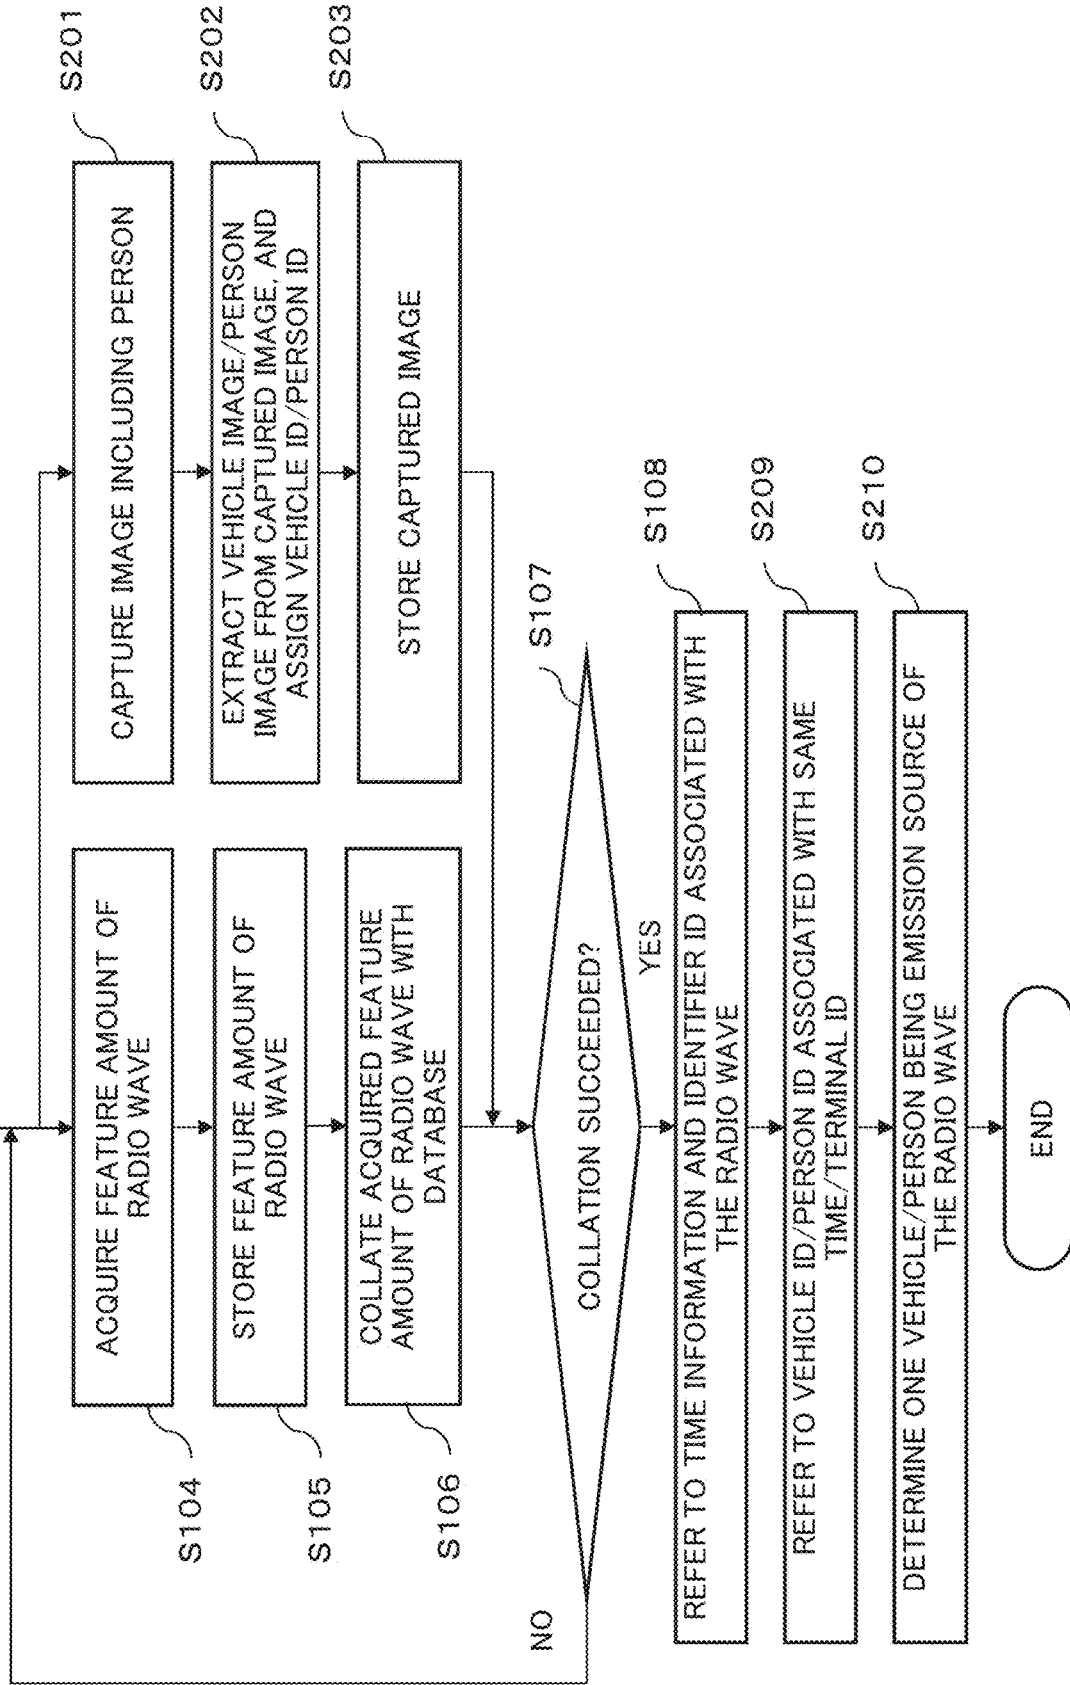 ACQUIRE FEATURE AMOUNT OF
RADIO WAVE
S104
STORE FEATURE AMOUNT OF
RADIO WAVE
S105
COLLATE ACQUIRED FEATURE
AMOUNT OF RADIO WAVE WITH
DATABASE
S106
CAPTURE IMAGE INCLUDING PERSON
S201
EXTRACT VEHICLE IMAGE/PERSON
IMAGE FROM CAPTURED IMAGE, AND
ASSIGN VEHICLE ID/PERSON ID
S202
STORE CAPTURED IMAGE
S203
COLLATION SUCCEEDED?
S107
NO
YES
REFER TO TIME INFORMATION AND IDENTIFIER ID ASSOCIATED WITH
THE RADIO WAVE
S108
REFER TO VEHICLE ID/PERSON ID ASSOCIATED WITH SAME
TIME/TERMINAL ID
S209
DETERMINE ONE VEHICLE/PERSON BEING EMISSION SOURCE OF
THE RADIO WAVE
S210
END